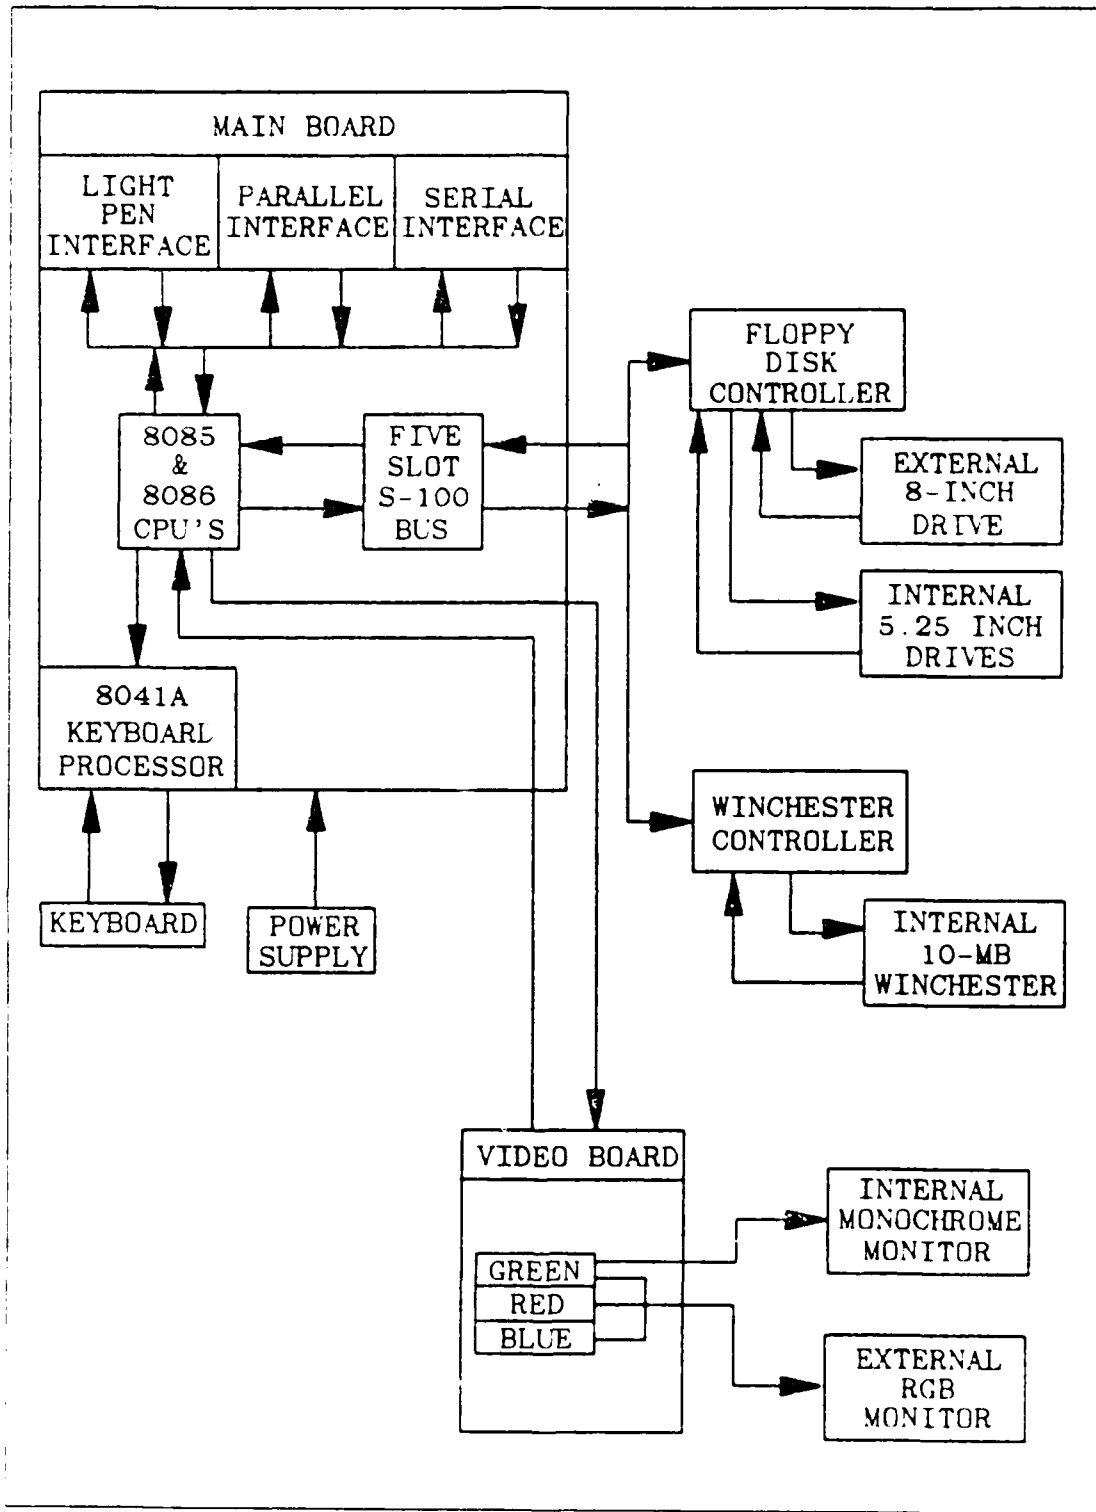 MAIN BOARD
LIGHT
PEN
INTERFACE
PARALLEL
INTERFACE
SERIAL
INTERFACE
8085
&
8086
CPU'S
FIVE
SLOT
S-100
BUS
FLOPPY
DISK
CONTROLLER
EXTERNAL
8-INCH
DRIVE
INTERNAL
5.25 INCH
DRIVES
8041A
KEYBOARL
PROCESSOR
WINCHESTER
CONTROLLER
KEYBOARD
POWER
SUPPLY
INTERNAL
10-MB
WINCHESTER
VIDEO BOARD
GREEN
RED
BLUE
INTERNAL
MONOCHROME
MONITOR
EXTERNAL
RGB
MONITOR